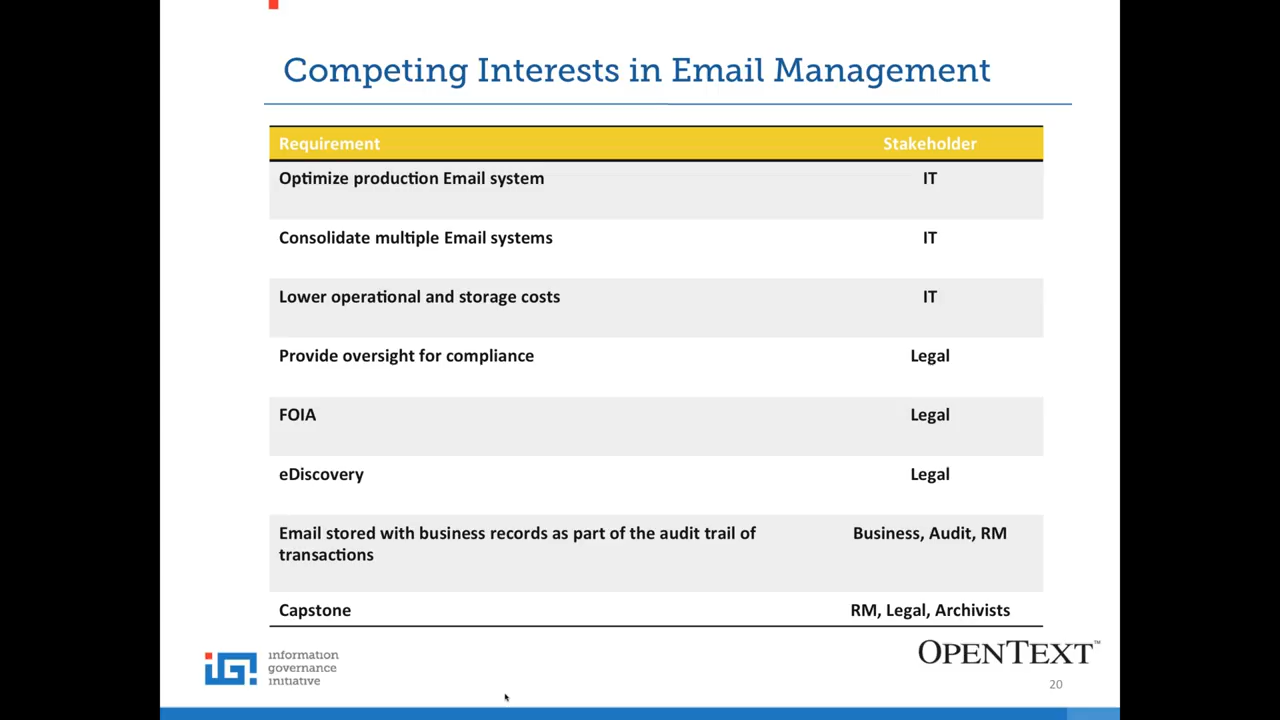 Competing Interests in Email Management
Requirement Stakeholder
Optimize production Email system IT
Consolidate multiple Email systems IT
Lower operational and storage costs IT
Provide oversight for compliance Legal
FOIA Legal
eDiscovery Legal
Email stored with business records as part of the audit trail of Business, Audit, RM
transactions
Capstone RM, Legal, Archivists
iGi information
governance
initiative
OPENTEXT™
20